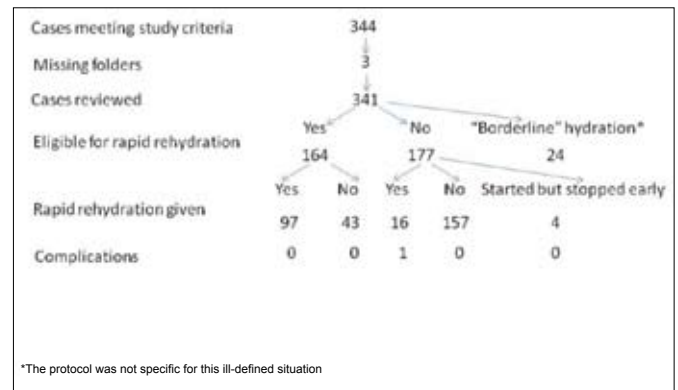 Cases meeting study criteria 344
Missing folders 3
Cases reviewed 341
Yes No "Borderline" hydration*
Eligible for rapid rehydration 164 177 24
Yes No Yes No Started but stopped early
Rapid rehydration given 97 43 16 157 4
Complications 0 0 1 0 0
*The protocol was not specific for this ill-defined situation